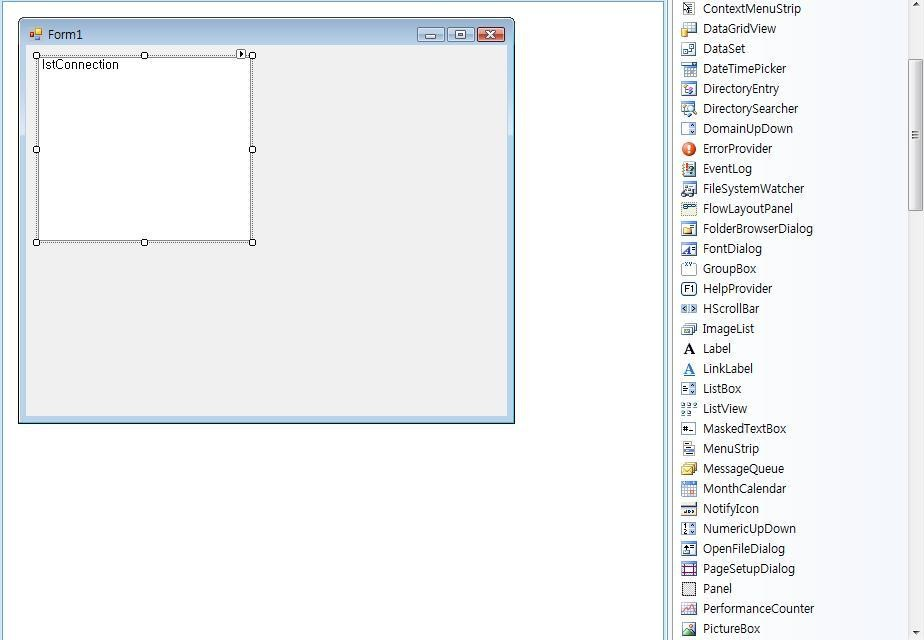 Form1
lstConnection
ContextMenuStrip
DataGridView
DataSet
DateTimePicker
DirectoryEntry
DirectorySearcher
DomainUpDown
ErrorProvider
EventLog
FileSystemWatcher
FlowLayoutPanel
FolderBrowserDialog
FontDialog
GroupBox
HelpProvider
HScrollBar
ImageList
Label
LinkLabel
ListBox
ListView
MaskedTextBox
MenuStrip
MessageQueue
MonthCalendar
NotifyIcon
NumericUpDown
OpenFileDialog
PageSetupDialog
Panel
PerformanceCounter
PictureBox